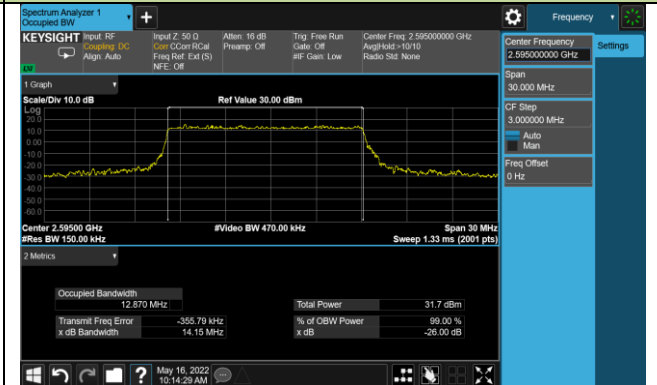 Spectrum Analyzer 1
Occupied BW
Frequency
KEYSIGHT
Input: RF
Coupling: DC
Align: Auto
Input Z: 50 Ω
Corr CCorr RCal
Freq Ref: Ext (S)
NFE: Off
Atten: 16 dB
Preamp: Off
Trig: Free Run
Gate: Off
#IF Gain: Low
Center Freq: 2.595000000 GHz
Avg|Hold:>10/10
Radio Std: None
Center Frequency
2.595000000 GHz
Settings
Span
30.000 MHz
CF Step
3.000000 MHz
Auto
Man
Freq Offset
0 Hz
1 Graph
Scale/Div 10.0 dB
Ref Value 30.00 dBm
Log
20.0
10.0
0.00
-10.0
-20.0
-30.0
-40.0
-50.0
-60.0
Center 2.59500 GHz
#Video BW 470.00 kHz
Span 30 MHz
#Res BW 150.00 kHz
Sweep 1.33 ms (2001 pts)
2 Metrics
Occupied Bandwidth
12.870 MHz
Total Power
31.7 dBm
Transmit Freq Error
-355.79 kHz
% of OBW Power
99.00 %
x dB Bandwidth
14.15 MHz
x dB
-26.00 dB
May 16, 2022
10:14:29 AM